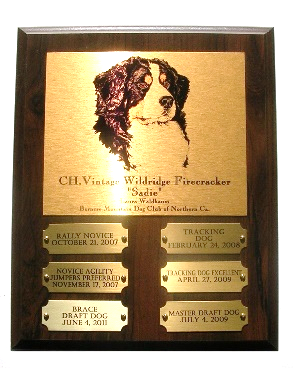 CH.Vintage Wildridge Firecracker
"Sadie"
Bernese Mountain Dog Club of Northern Ca.
RALLY NOVICE
OCTOBER 21, 2007
TRACKING
DOG
FEBRUARY 24, 2008
NOVICE AGILITY
JUMPERS PREFERRED
NOVEMBER 17, 2007
TRACKING DOG EXCELLENT
APRIL 27, 2009
BRACE
DRAFT DOG
JUNE 4, 2011
MASTER DRAFT DOG
JULY 4, 2009